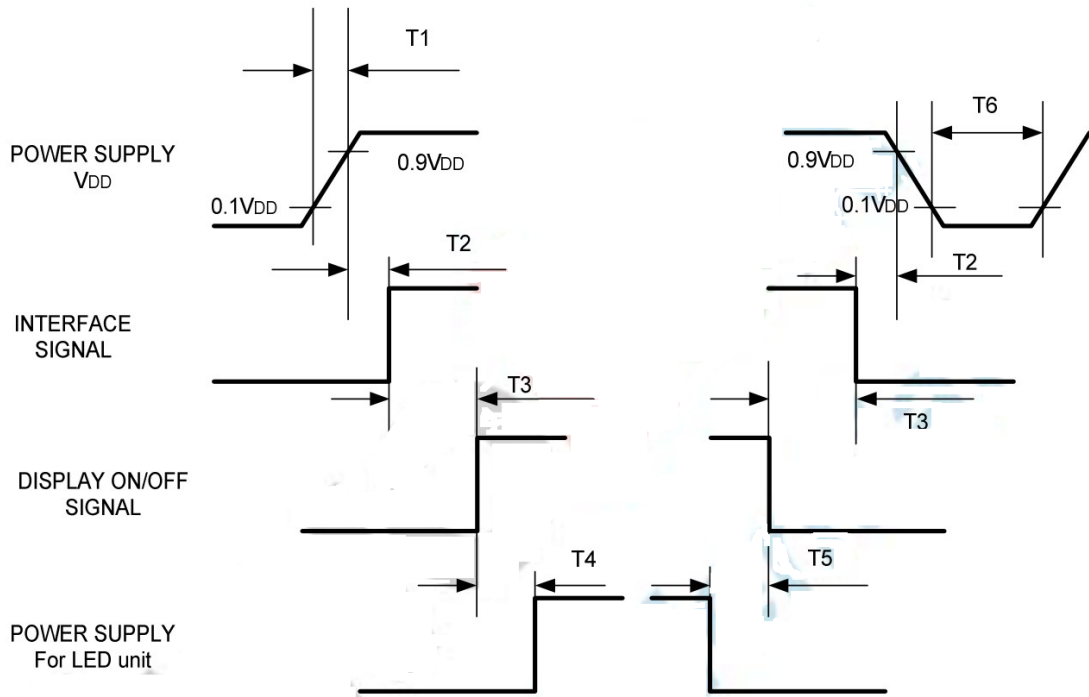 T1
T6
POWER SUPPLY
VDD
0.9VDD
0.9VDD
0.1VDD
0.1VDD
T2
T2
INTERFACE
SIGNAL
T3
T3
DISPLAY ON/OFF
SIGNAL
T4
T5
POWER SUPPLY
For LED unit